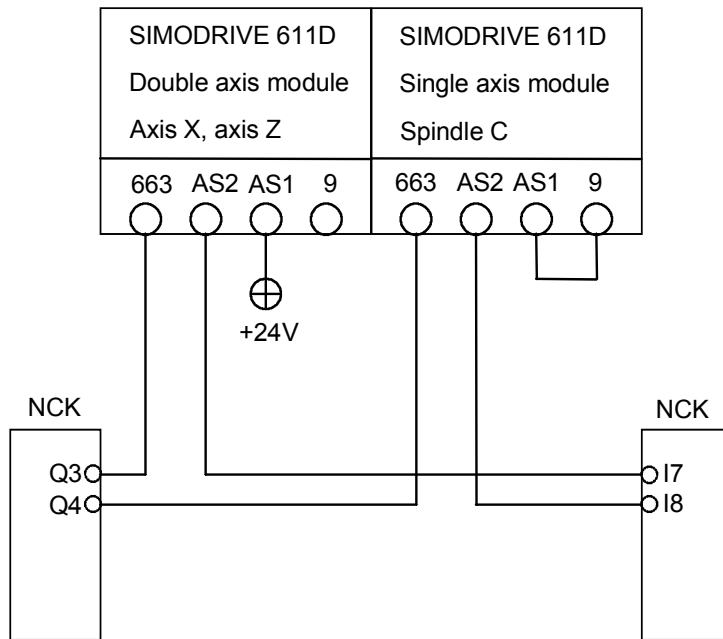 SIMODRIVE 611D
Double axis module
Axis X, axis Z
SIMODRIVE 611D
Single axis module
Spindle C
663 AS2 AS1 9
663 AS2 AS1 9
+24V
NCK
Q3
Q4
NCK
I7
I8